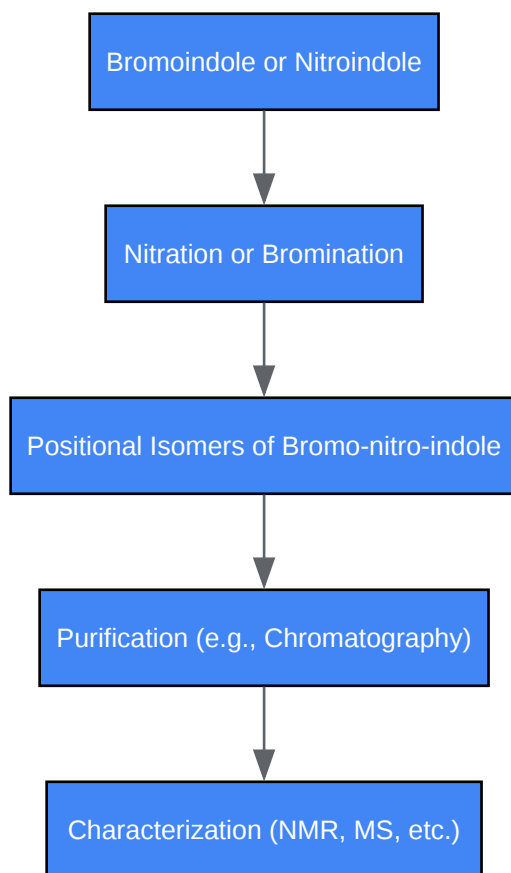 Bromoindole or Nitroindole
Nitration or Bromination
Positional Isomers of Bromo-nitro-indole
Purification (e.g., Chromatography)
Characterization (NMR, MS, etc.)